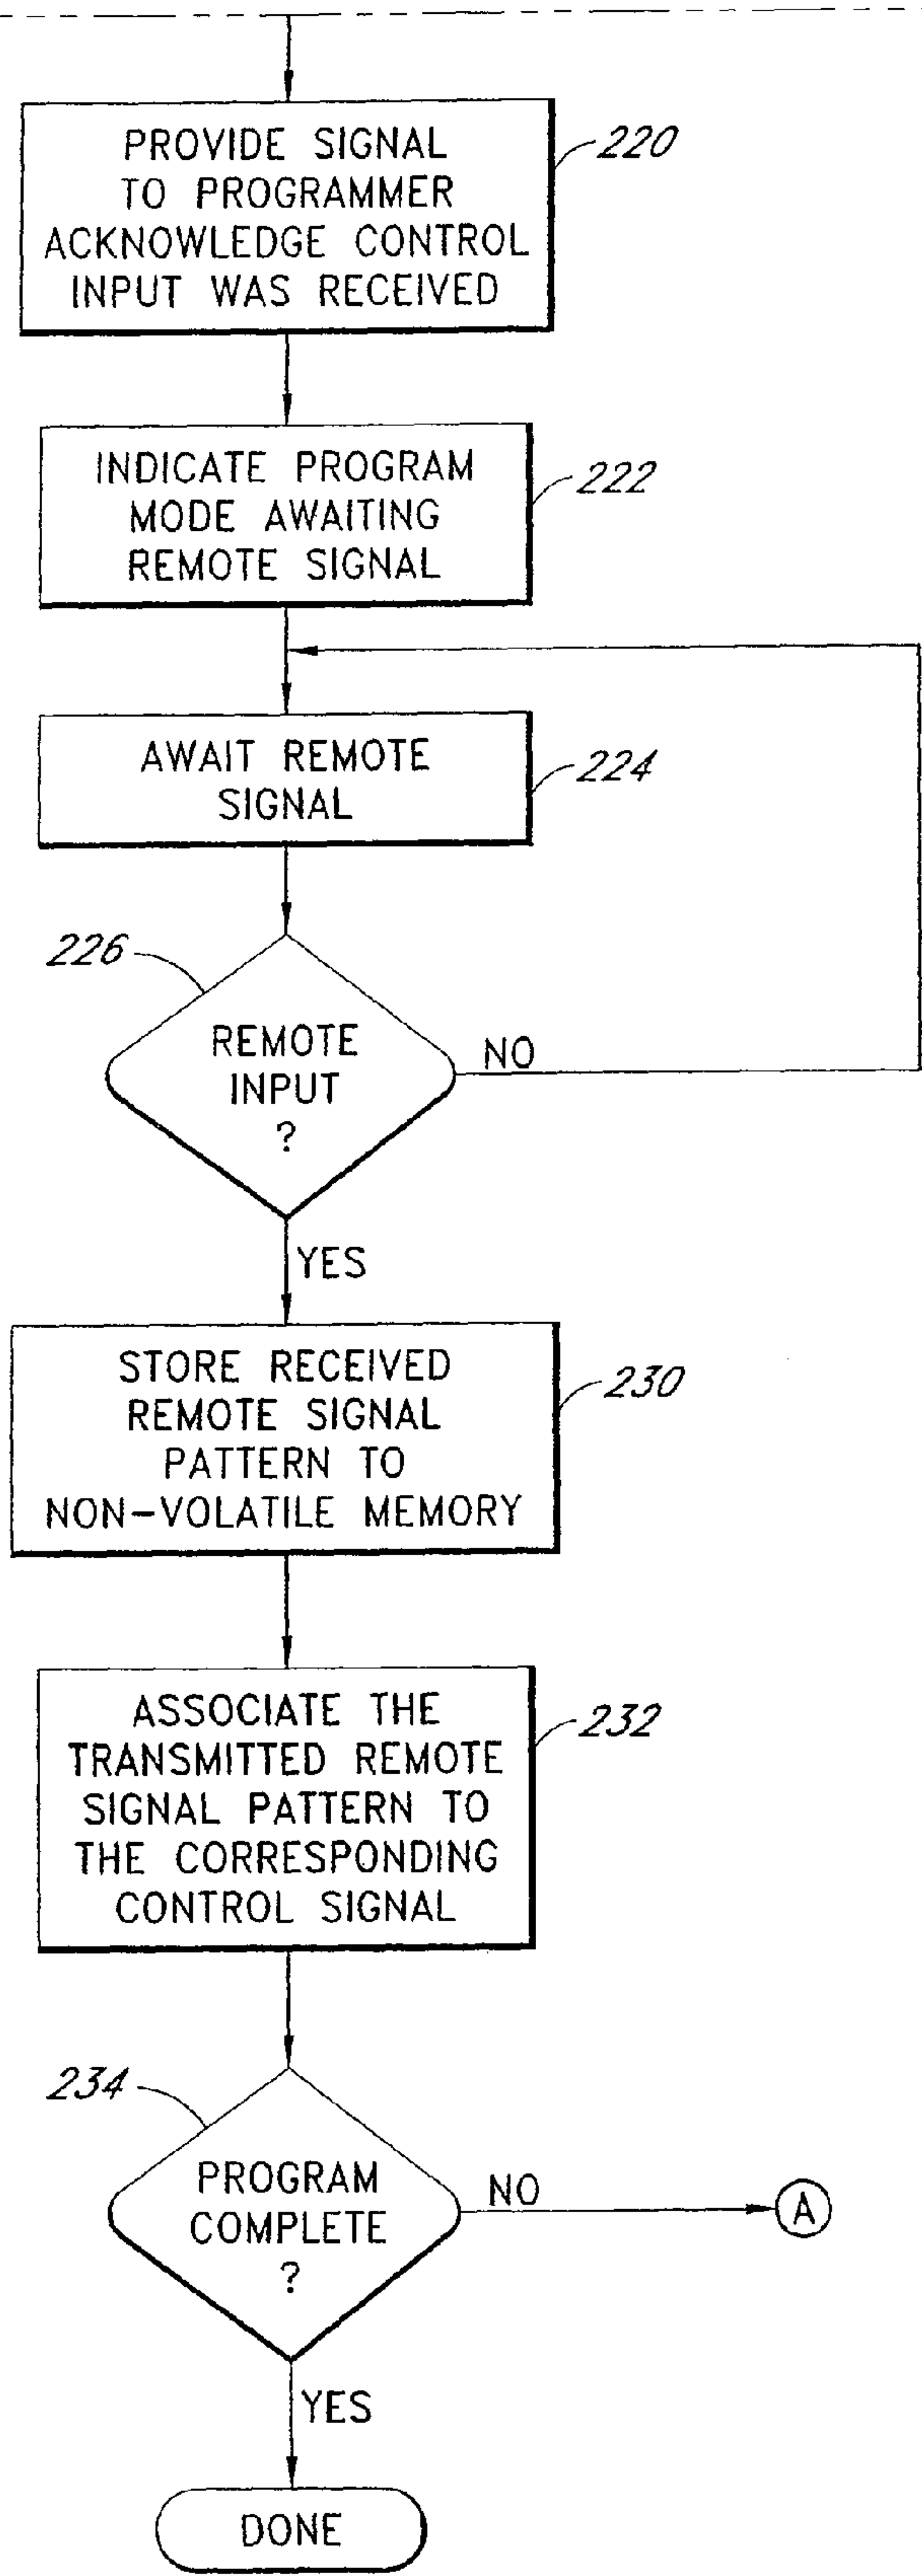 PROVIDE SIGNAL
TO PROGRAMMER
ACKNOWLEDGE CONTROL
INPUT WAS RECEIVED
220
INDICATE PROGRAM
MODE AWAITING
REMOTE SIGNAL
222
AWAIT REMOTE
SIGNAL
224
226
REMOTE
INPUT
?
NO
YES
STORE RECEIVED
REMOTE SIGNAL
PATTERN TO
NON-VOLATILE MEMORY
230
ASSOCIATE THE
TRANSMITTED REMOTE
SIGNAL PATTERN TO
THE CORRESPONDING
CONTROL SIGNAL
232
234
PROGRAM
COMPLETE
?
NO
A
YES
DONE